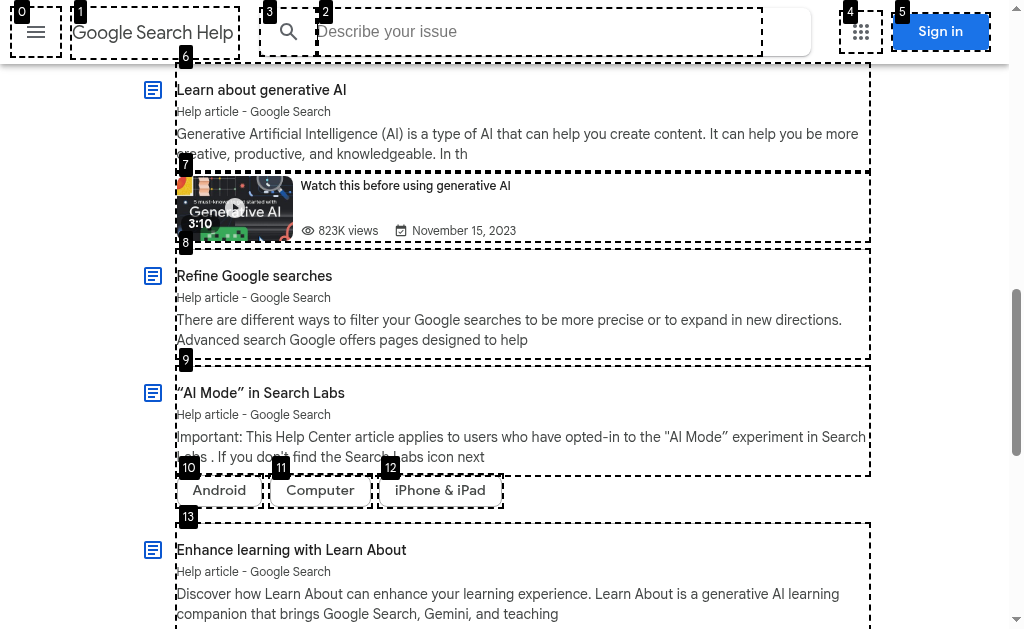 Google Search Help
Describe your issue
Sign in
0
1
3
2
4
5
6
Learn about generative AI
Help article - Google Search
Generative Artificial Intelligence (AI) is a type of AI that can help you create content. It can help you be more
creative, productive, and knowledgeable. In th
7
Watch this before using generative AI
Generative AI
3:10
823K views
November 15, 2023
8
Refine Google searches
Help article - Google Search
There are different ways to filter your Google searches to be more precise or to expand in new directions.
Advanced search Google offers pages designed to help
9
“AI Mode” in Search Labs
Help article - Google Search
Important: This Help Center article applies to users who have opted-in to the "AI Mode” experiment in Search
Labs . If you don't find the Search Labs icon next
10
11
12
Android
Computer
iPhone & iPad
13
Enhance learning with Learn About
Help article - Google Search
Discover how Learn About can enhance your learning experience. Learn About is a generative AI learning
companion that brings Google Search, Gemini, and teaching